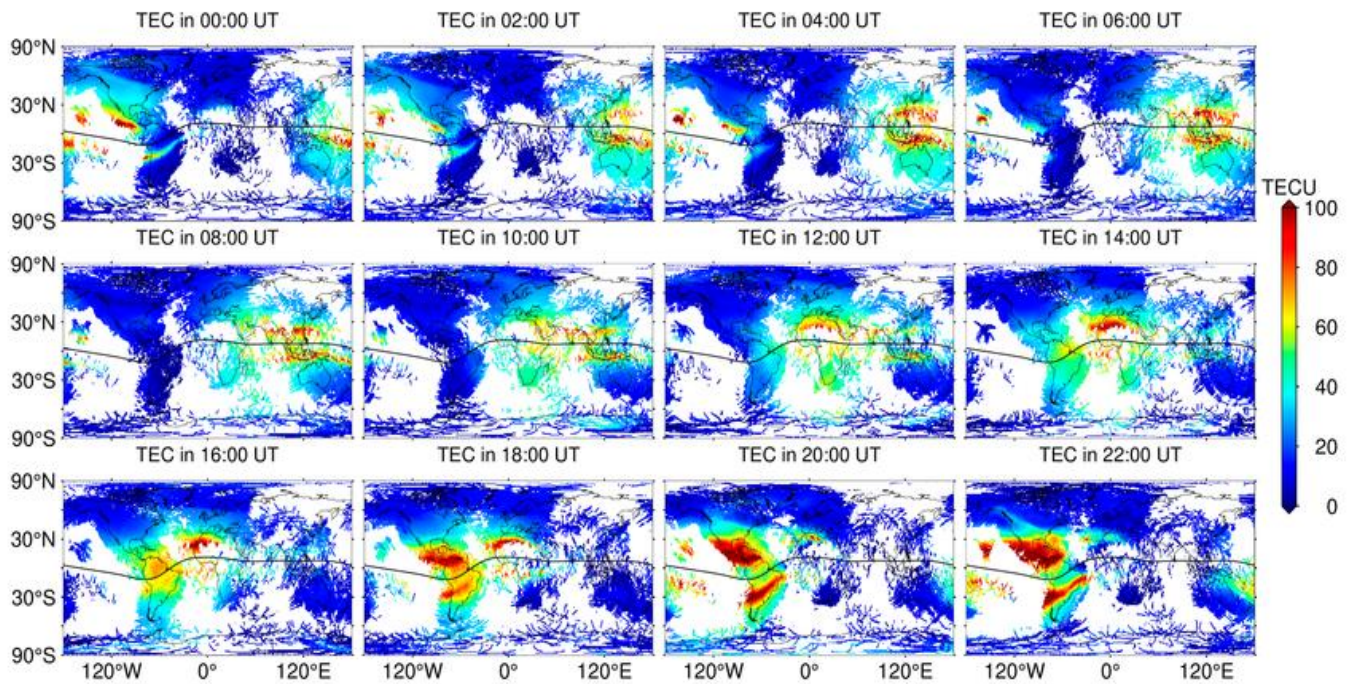 TEC in 00:00 UT TEC in 02:00 UT TEC in 04:00 UT TEC in 06:00 UT
90°N
30°N
30°S
90°S
TECU
100
80
60
40
20
0
TEC in 08:00 UT TEC in 10:00 UT TEC in 12:00 UT TEC in 14:00 UT
90°N
30°N
30°S
90°S
TEC in 16:00 UT TEC in 18:00 UT TEC in 20:00 UT TEC in 22:00 UT
90°N
30°N
30°S
90°S
120°W 0° 120°E 120°W 0° 120°E 120°W 0° 120°E 120°W 0° 120°E